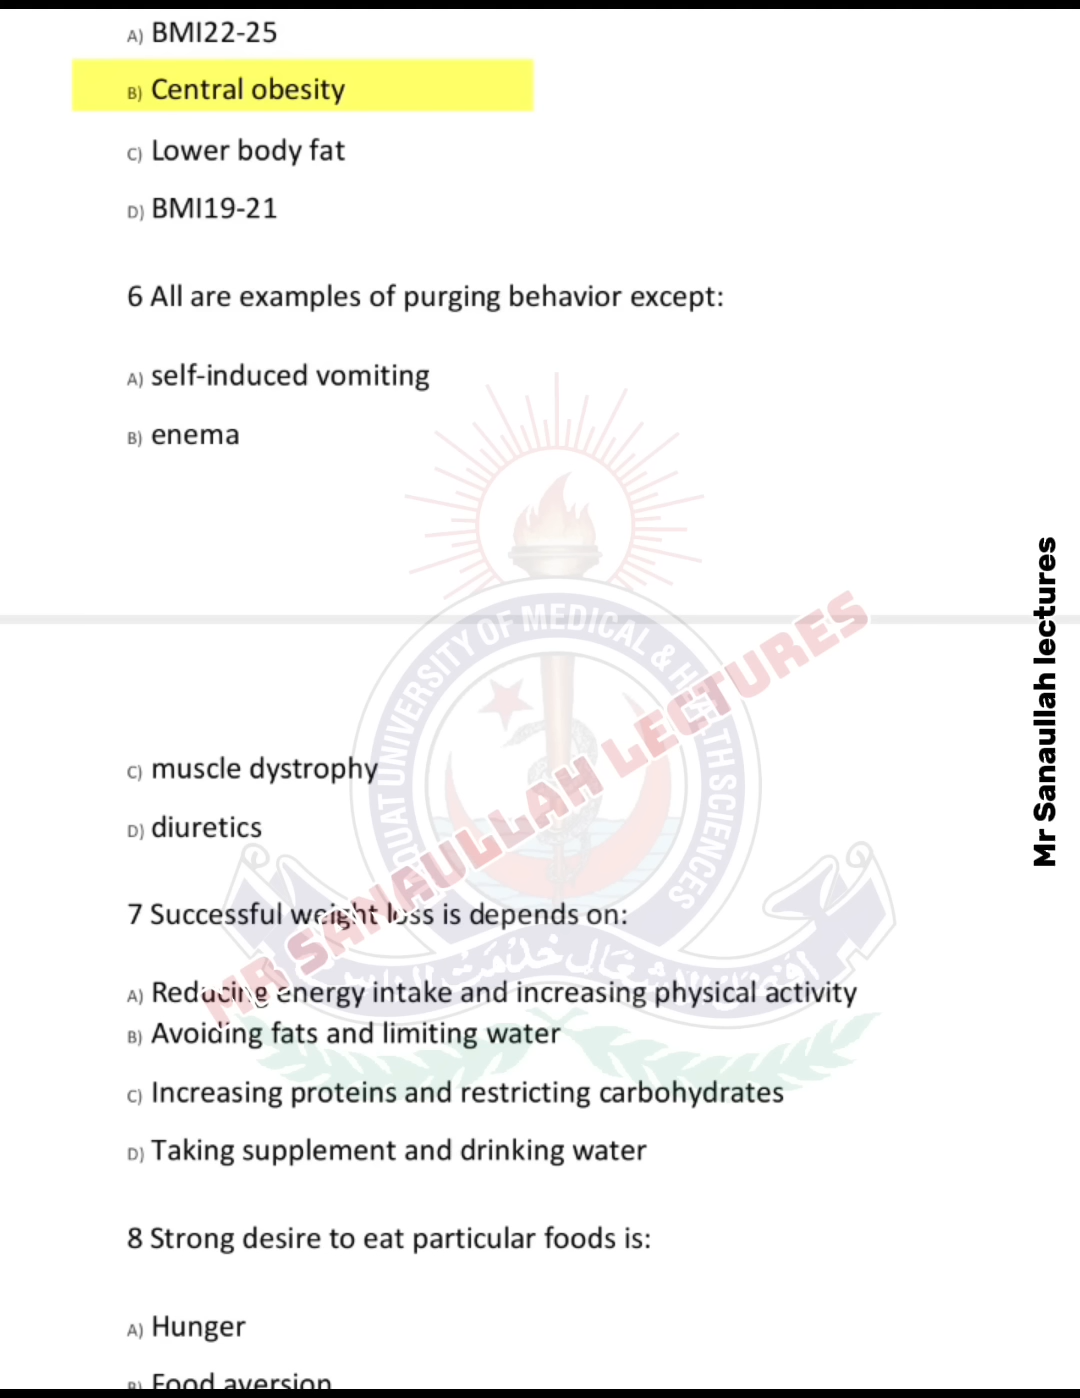 A) BMI22-25
B) Central obesity
C) Lower body fat
D) BMI19-21
6 All are examples of purging behavior except:
A) self-induced vomiting
B) enema
UNIVERSITY OF MEDICAL & HEALTH SCIENCES
MR SANAULLAH LECTURES
Mr Sanaullah lectures
C) muscle dystrophy
D) diuretics
7 Successful weight loss is depends on:
A) Reducing energy intake and increasing physical activity
B) Avoiding fats and limiting water
C) Increasing proteins and restricting carbohydrates
D) Taking supplement and drinking water
8 Strong desire to eat particular foods is:
A) Hunger
B) Food aversion